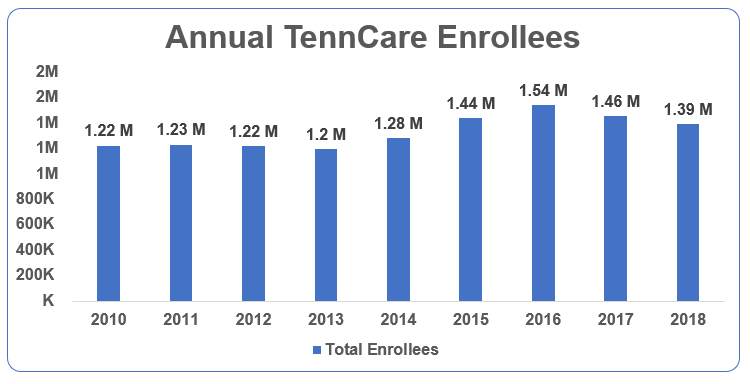 Annual TennCare Enrollees
2M
2M
1M
1M
1M
800K
600K
400K
200K
K
1.22 M
1.23 M
1.22 M
1.2 M
1.28 M
1.44 M
1.54 M
1.46 M
1.39 M
2010 2011 2012 2013 2014 2015 2016 2017 2018
Total Enrollees